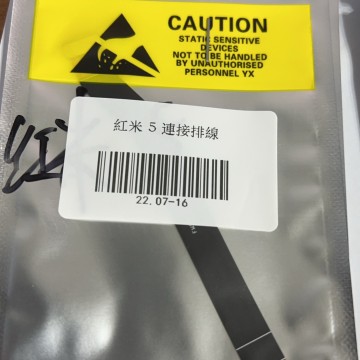 CAUTION
STATIC SENSITIVE
DEVICES
NOT TO BE HANDLED
BY UNAUTHORISED
PERSONNEL YX
紅米 5 連接排線
22.07-16